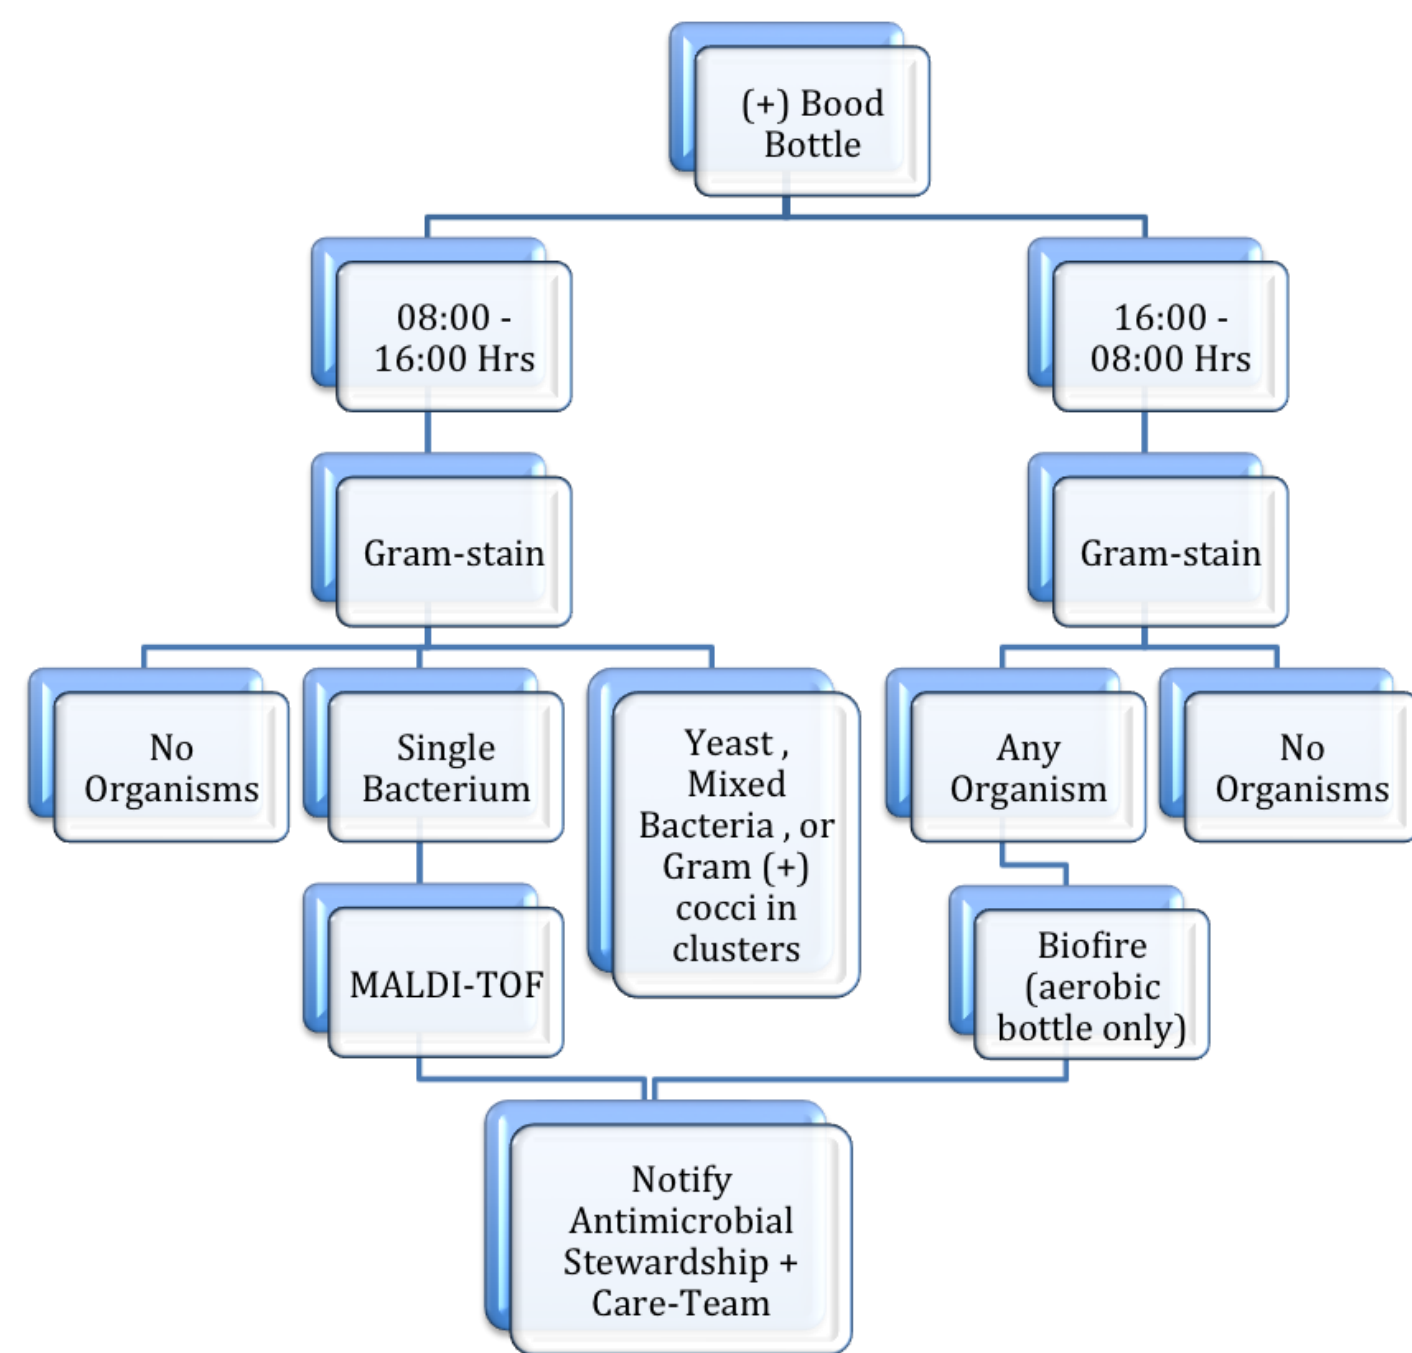 (+) Bood
Bottle
08:00 -
16:00 Hrs
16:00 -
08:00 Hrs
Gram-stain
Gram-stain
No
Organisms
Single
Bacterium
Yeast ,
Mixed
Bacteria , or
Gram (+)
cocci in
clusters
Any
Organism
No
Organisms
MALDI-TOF
Biofire
(aerobic
bottle only)
Notify
Antimicrobial
Stewardship +
Care-Team